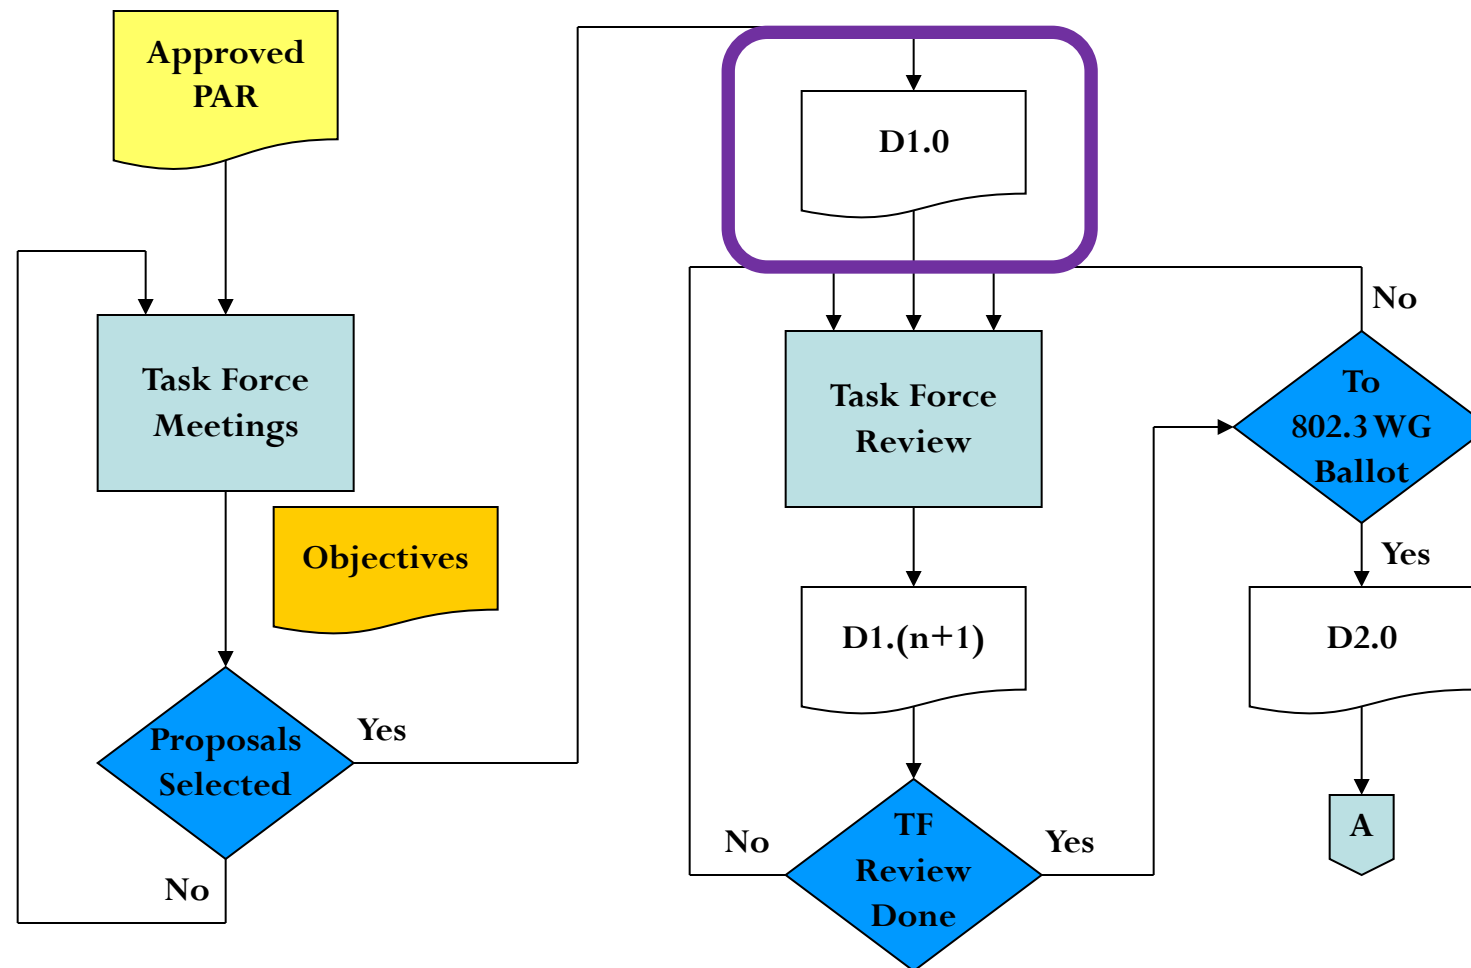 Approved
PAR
Task Force
Meetings
Objectives
Proposals
Selected
Yes
No
D1.0
Task Force
Review
D1.(n+1)
TF
Review
Done
No
Yes
To
802.3 WG
Ballot
No
Yes
D2.0
A